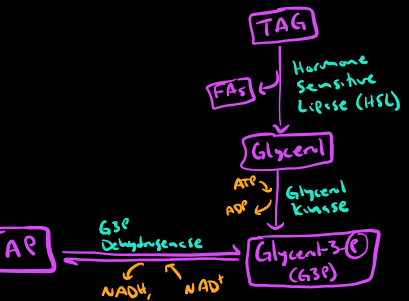 TAG
Hormone
Sensitive
Lipase (HSL)
FAs
Glycerol
ATP
ADP
Glycerol
Kinase
G3P
Dehydrogenase
AP
Glycerol-3-P
(G3P)
NADH,
NAD+